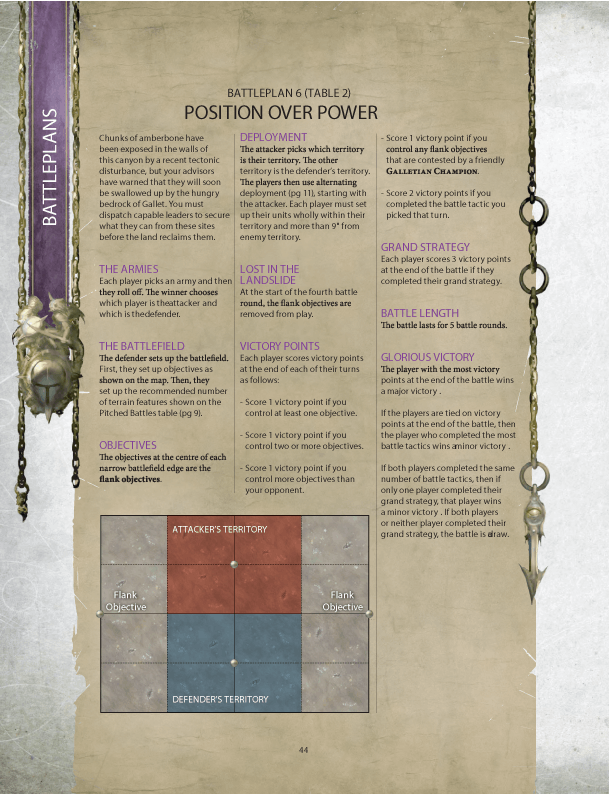 BATTLEPLANS
BATTLEPLAN 6 (TABLE 2)
POSITION OVER POWER
Chunks of amberbone have
been exposed in the walls of
this canyon by a recent tectonic
disturbance, but your advisors
have warned that they will soon
be swallowed up by the hungry
bedrock of Gallet. You must
dispatch capable leaders to secure
what they can from these sites
before the land reclaims them.
THE ARMIES
Each player picks an army and then
they roll off. The winner chooses
which player is theattacker and
which is thedefender.
THE BATTLEFIELD
The defender sets up the battlefield.
First, they set up objectives as
shown on the map. Then, they
set up the recommended number
of terrain features shown on the
Pitched Battles table (pg 9).
OBJECTIVES
The objectives at the centre of each
narrow battlefield edge are the
flank objectives.
DEPLOYMENT
The attacker picks which territory
is their territory. The other
territory is the defender's territory.
The players then use alternating
deployment (pg 11), starting with
the attacker. Each player must set
up their units wholly within their
territory and more than 9" from
enemy territory.
LOST IN THE
LANDSLIDE
At the start of the fourth battle
round, the flank objectives are
removed from play.
VICTORY POINTS
Each player scores victory points
at the end of each of their turns
as follows:
- Score 1 victory point if you
control at least one objective.
- Score 1 victory point if you
control two or more objectives.
- Score 1 victory point if you
control more objectives than
your opponent.
- Score 1 victory point if you
control any flank objectives
that are contested by a friendly
GALLETIAN CHAMPION.
- Score 2 victory points if you
completed the battle tactic you
picked that turn.
GRAND STRATEGY
Each player scores 3 victory points
at the end of the battle if they
completed their grand strategy.
BATTLE LENGTH
The battle lasts for 5 battle rounds.
GLORIOUS VICTORY
The player with the most victory
points at the end of the battle wins
a major victory .
If the players are tied on victory
points at the end of the battle, then
the player who completed the most
battle tactics wins aminor victory .
If both players completed the same
number of battle tactics, then if
only one player completed their
grand strategy, that player wins
a minor victory . If both players
or neither player completed their
grand strategy, the battle is adraw.
ATTACKER'S TERRITORY
Flank
Objective
Flank
Objective
DEFENDER'S TERRITORY
44